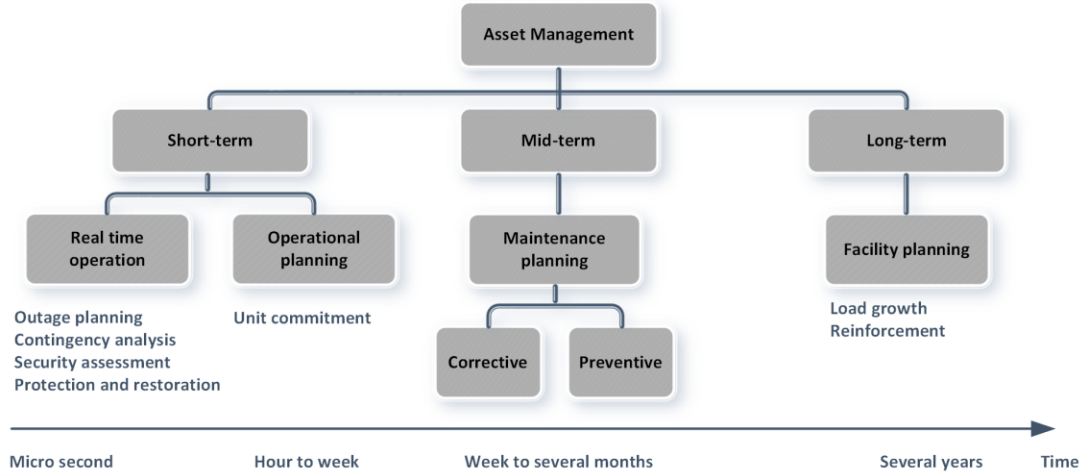 Asset Management
Short-term
Mid-term
Long-term
Real time
operation
Operational
planning
Maintenance
planning
Facility planning
Outage planning
Contingency analysis
Security assessment
Protection and restoration
Unit commitment
Load growth
Reinforcement
Corrective
Preventive
Micro second
Hour to week
Week to several months
Several years
Time